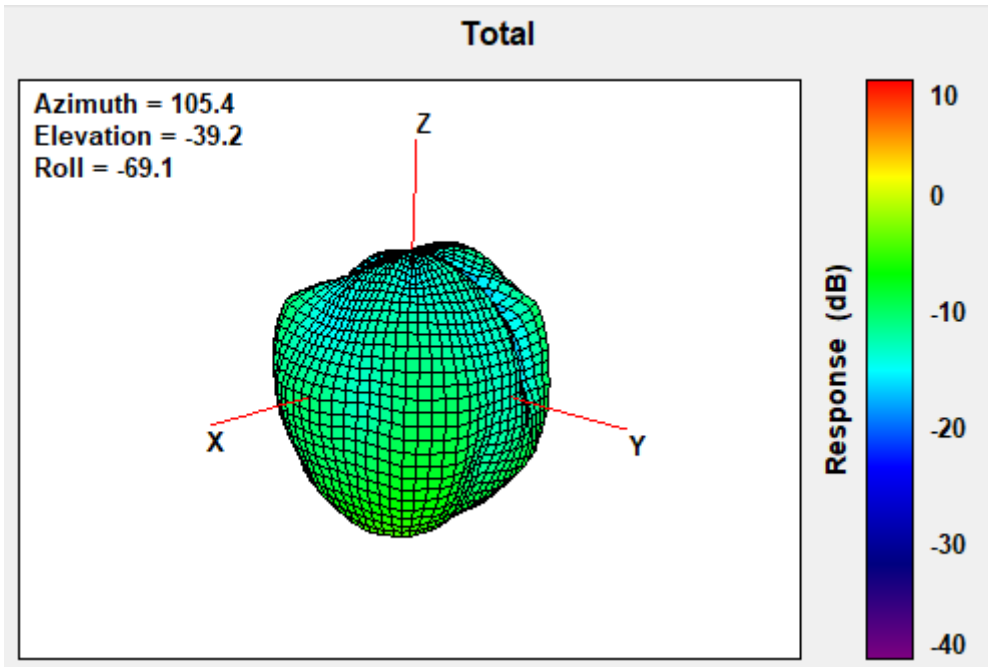 Total
Azimuth = 105.4
Elevation = -39.2
Roll = -69.1
Z
X
Y
10
0
-10
-20
-30
-40
Response (dB)